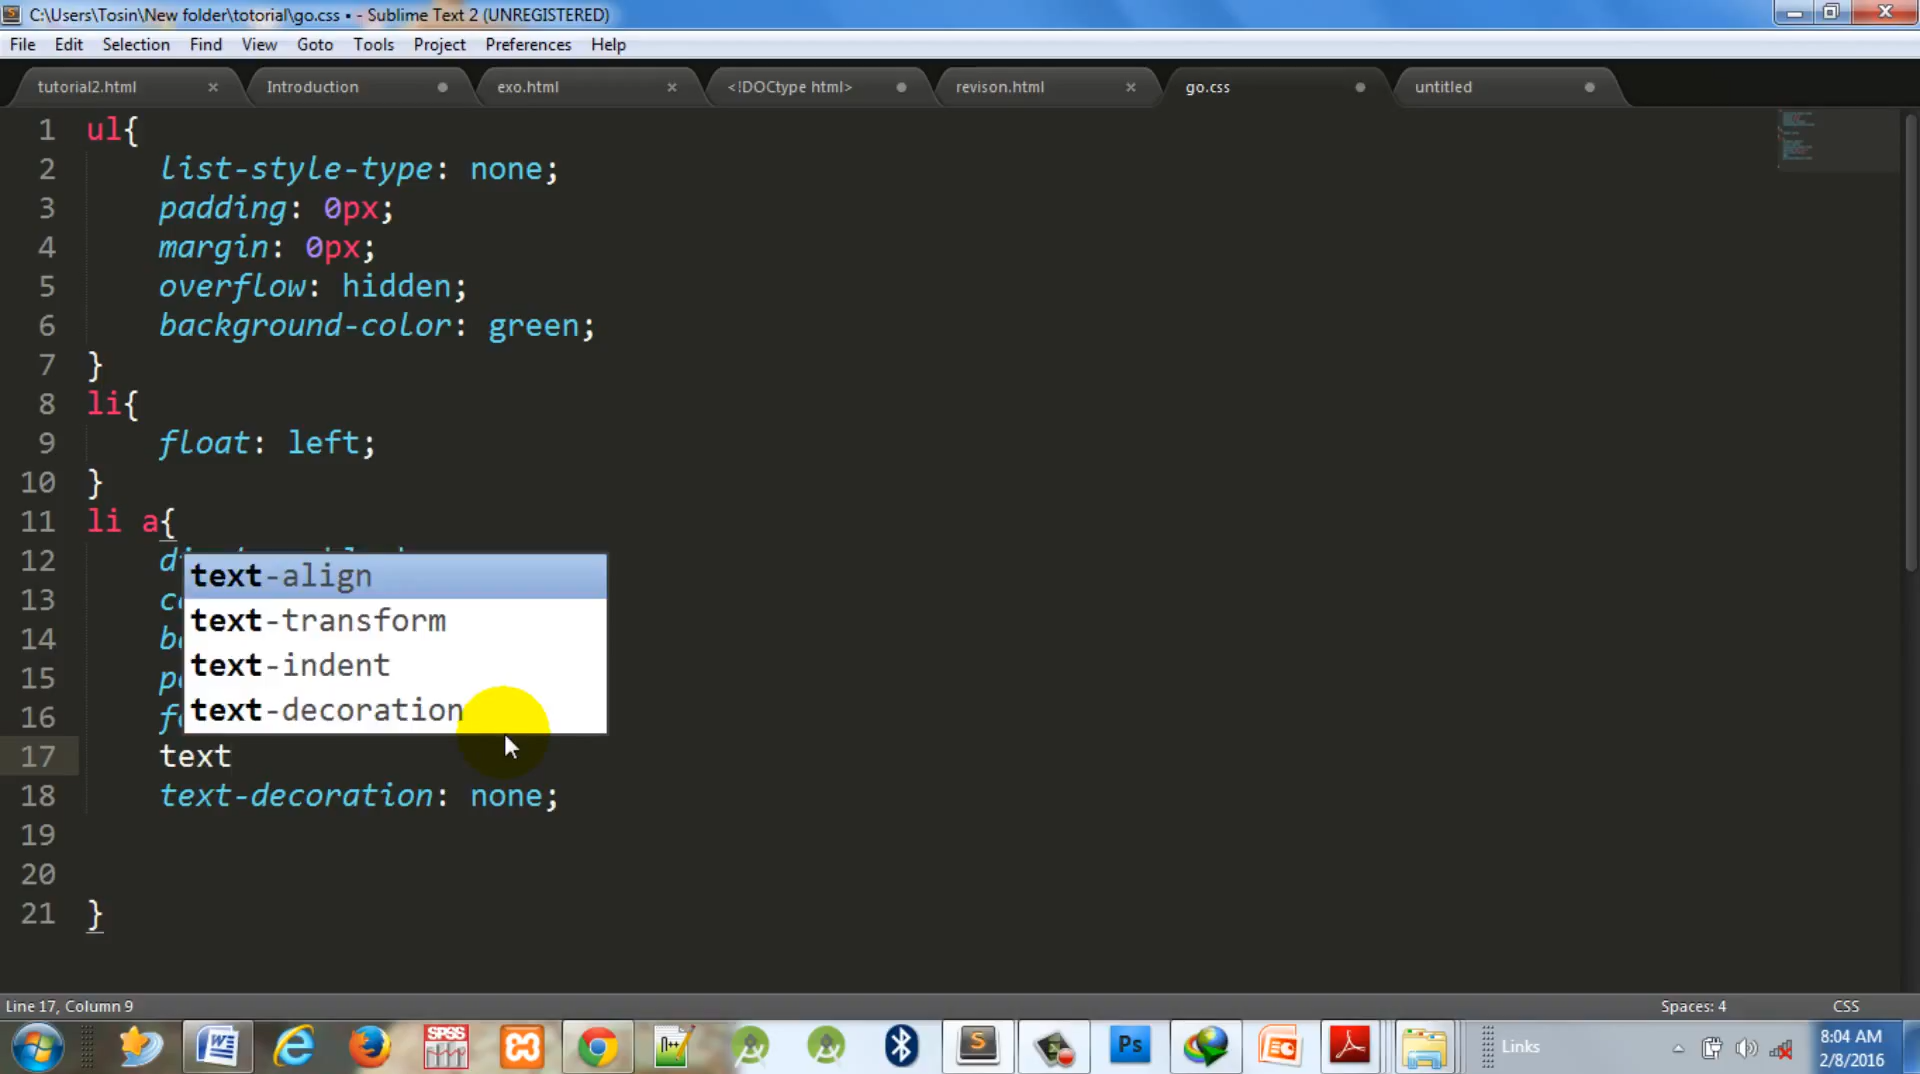 C:\Users\Tosin\New folder\totorial\go.css • - Sublime Text 2 (UNREGISTERED)
File Edit Selection Find View Goto Tools Project Preferences Help
tutorial2.html Introduction exo.html <!DOCtype html> revison.html go.css untitled
1 ul{
2 list-style-type: none;
3 padding: 0px;
4 margin: 0px;
5 overflow: hidden;
6 background-color: green;
7 }
8 li{
9 float: left;
10 }
11 li a{
12
text-align
13
text-transform
14
text-indent
15
text-decoration
16
17 text
18 text-decoration: none;
19
20
21 }
Line 17, Column 9 Spaces: 4 CSS
W SPSS Ps Links 8:04 AM
2/8/2016